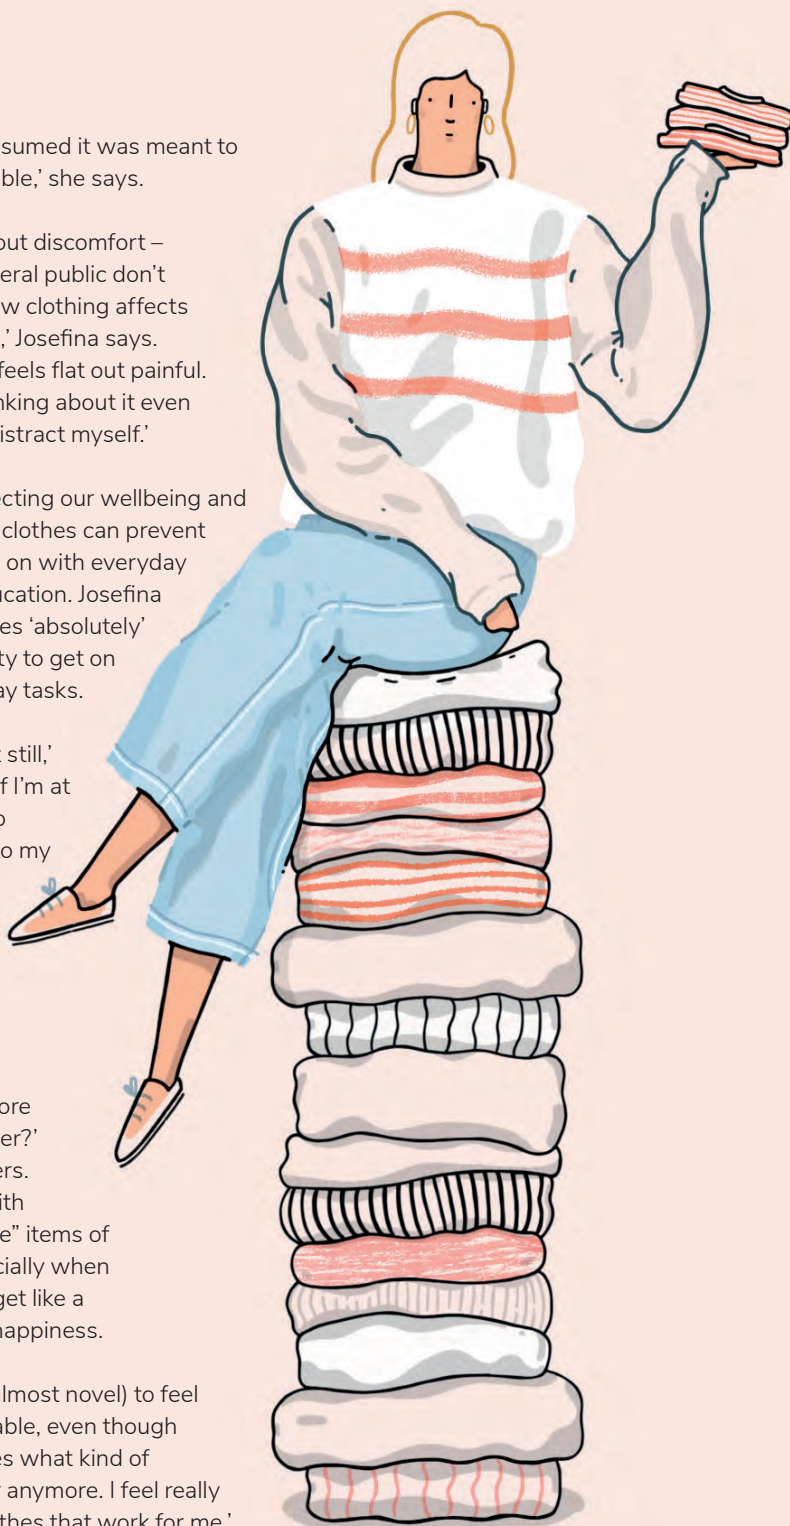 sumed it was meant to
ble,’ she says.
out discomfort –
eral public don’t
w clothing affects
,’ Josefina says.
feels flat out painful.
nking about it even
istract myself.’
ecting our wellbeing and
clothes can prevent
on with everyday
ucation. Josefina
es ‘absolutely’
ty to get on
ay tasks.
t still,’
f I’m at
o
o my
ore
er?’
ers.
ith
e” items of
cially when
get like a
happiness.
almost novel) to feel
able, even though
es what kind of
r anymore. I feel really
thes that work for me.’